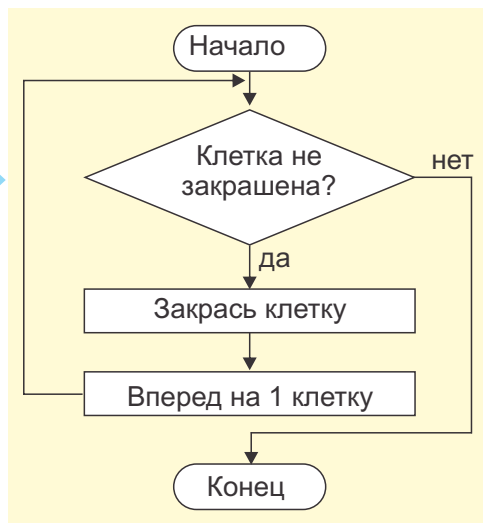 Начало
Клетка не
закрашена?
нет
да
Закрась клетку
Вперед на 1 клетку
Конец